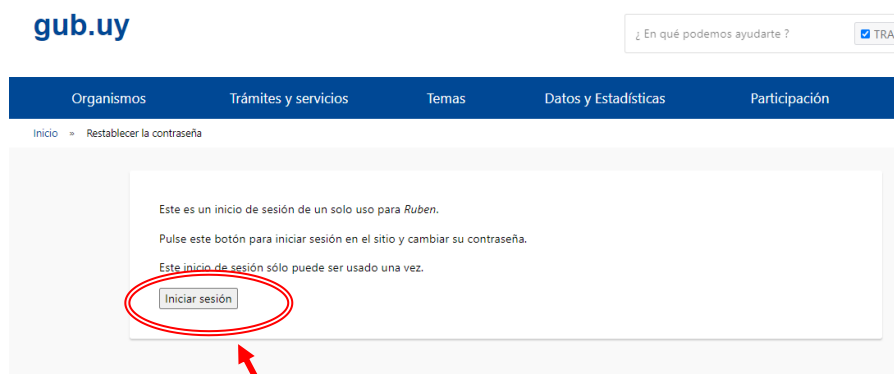 gub.uy
¿ En qué podemos ayudarte ?
TRA
Organismos Trámites y servicios Temas Datos y Estadísticas Participación
Inicio » Restablecer la contraseña
Este es un inicio de sesión de un solo uso para Ruben.
Pulse este botón para iniciar sesión en el sitio y cambiar su contraseña.
Este inicio de sesión sólo puede ser usado una vez.
Iniciar sesión